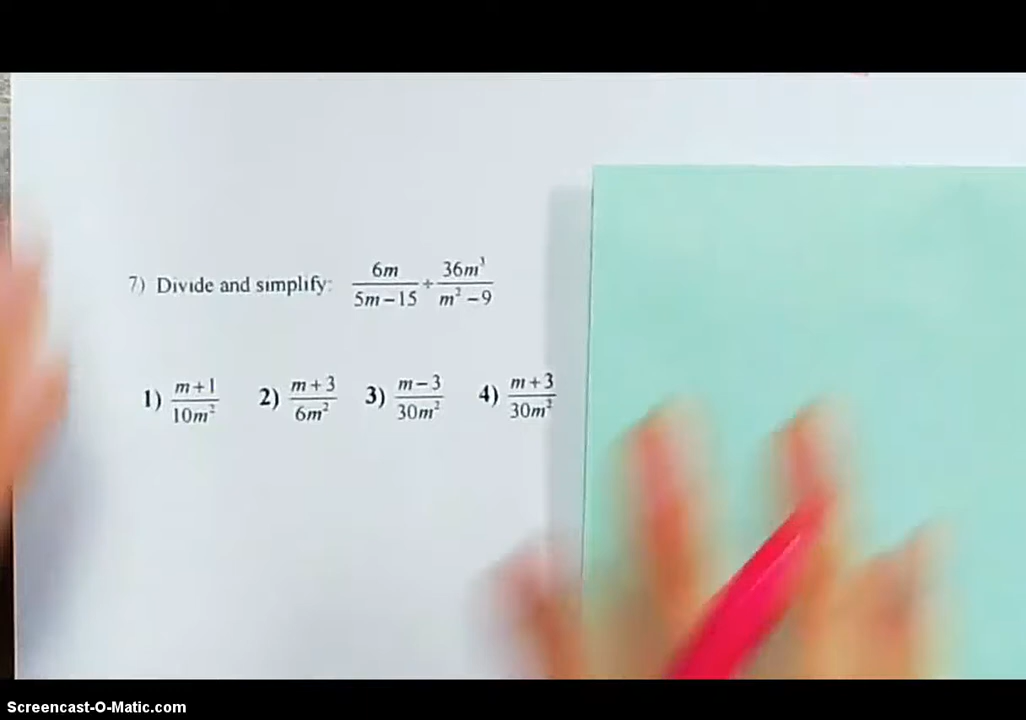 7) Divide and simplify: 6m/(5m−15) ÷ 36m³/(m²−9)
1) (m+1)/(10m²) 2) (m+3)/(6m²) 3) (m−3)/(30m²) 4) (m+3)/(30m²)
Screencast-O-Matic.com